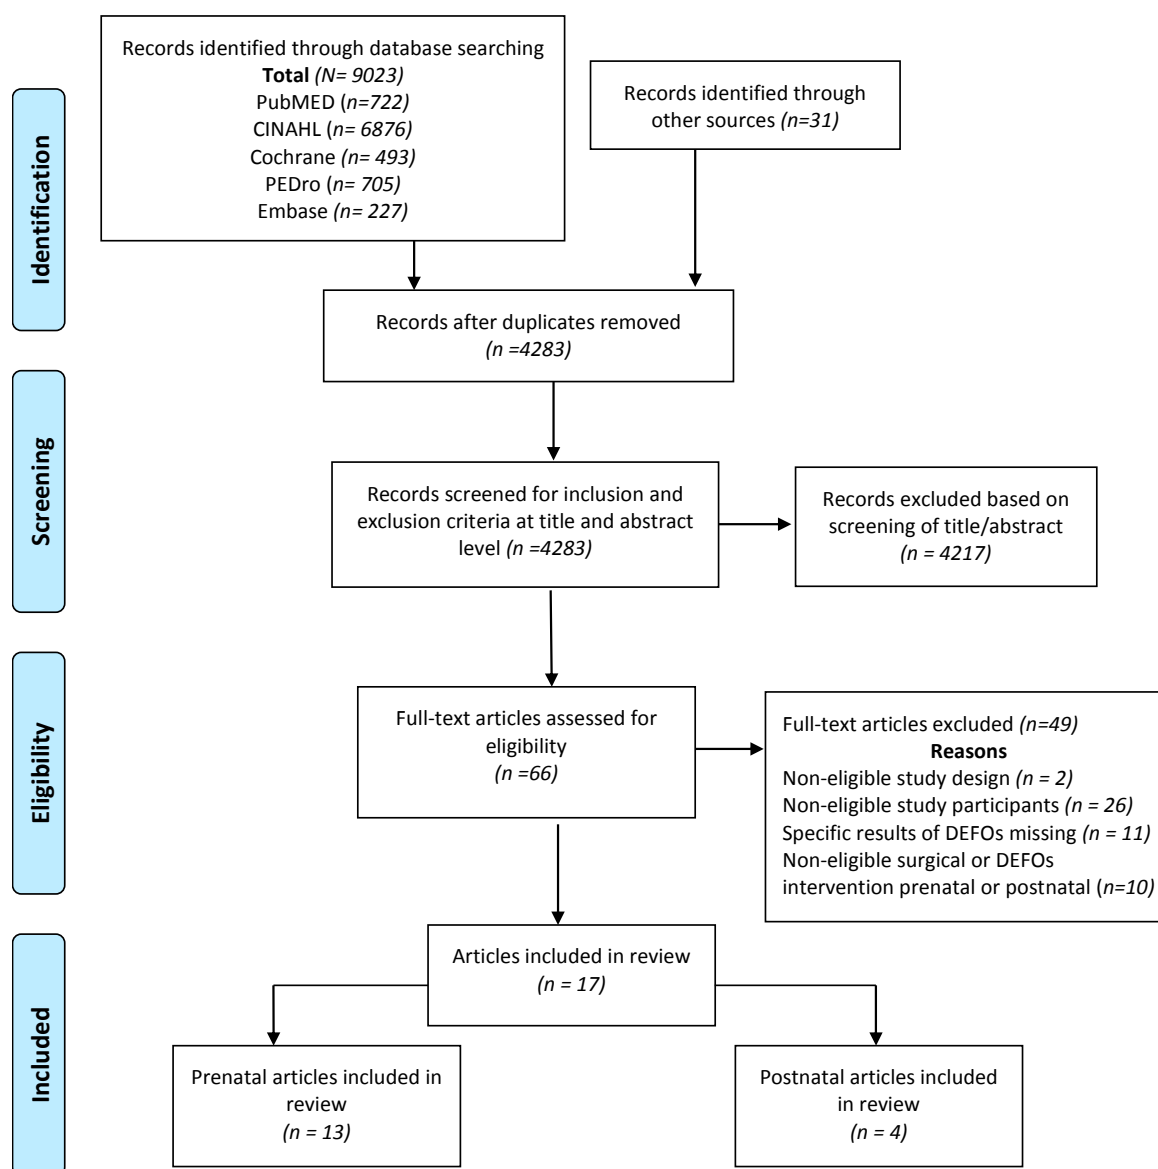 Identification
Records identified through database searching
Total (N= 9023)
PubMED (n=722)
CINAHL (n= 6876)
Cochrane (n= 493)
PEDro (n= 705)
Embase (n= 227)
Records identified through
other sources (n=31)
Records after duplicates removed
(n =4283)
Screening
Records screened for inclusion and
exclusion criteria at title and abstract
level (n =4283)
Records excluded based on
screening of title/abstract
(n = 4217)
Eligibility
Full-text articles assessed for
eligibility
(n =66)
Full-text articles excluded (n=49)
Reasons
Non-eligible study design (n = 2)
Non-eligible study participants (n = 26)
Specific results of DEFOs missing (n = 11)
Non-eligible surgical or DEFOs
intervention prenatal or postnatal (n=10)
Included
Articles included in review
(n = 17)
Prenatal articles included in
review
(n = 13)
Postnatal articles included
in review
(n = 4)